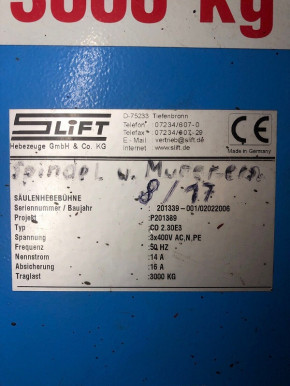 3000 kg
SLIFT
Hebezeuge GmbH & Co. KG
D-75233 Tiefenbronn
Telefon 07234/607-0
Telefax 07234/607-29
E - Mail vertrieb@slift.de
Internet www.slift.de
CE
Made in Germany
Spindel u. Mutter
8/17
SÄULENHEBEBÜHNE
Seriennummer / Baujahr : 201339-001/02022006
Projekt : P201389
Typ : CO 2.30E3
Spannung : 3x400V AC,N,PE
Frequenz : 50 HZ
Nennstrom : 14 A
Absicherung : 16 A
Traglast : 3000 KG